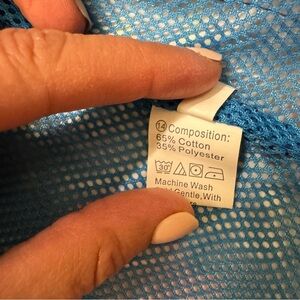 14 Composition:
65% Cotton
35% Polyester
30
Machine Wash
Gentle, With